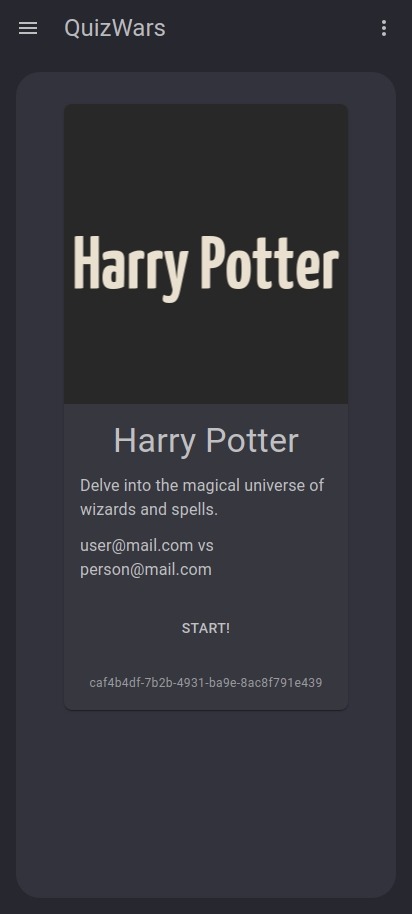 QuizWars
Harry Potter
Harry Potter
Delve into the magical universe of
wizards and spells.
user@mail.com vs
person@mail.com
START!
caf4b4df-7b2b-4931-ba9e-8ac8f791e439